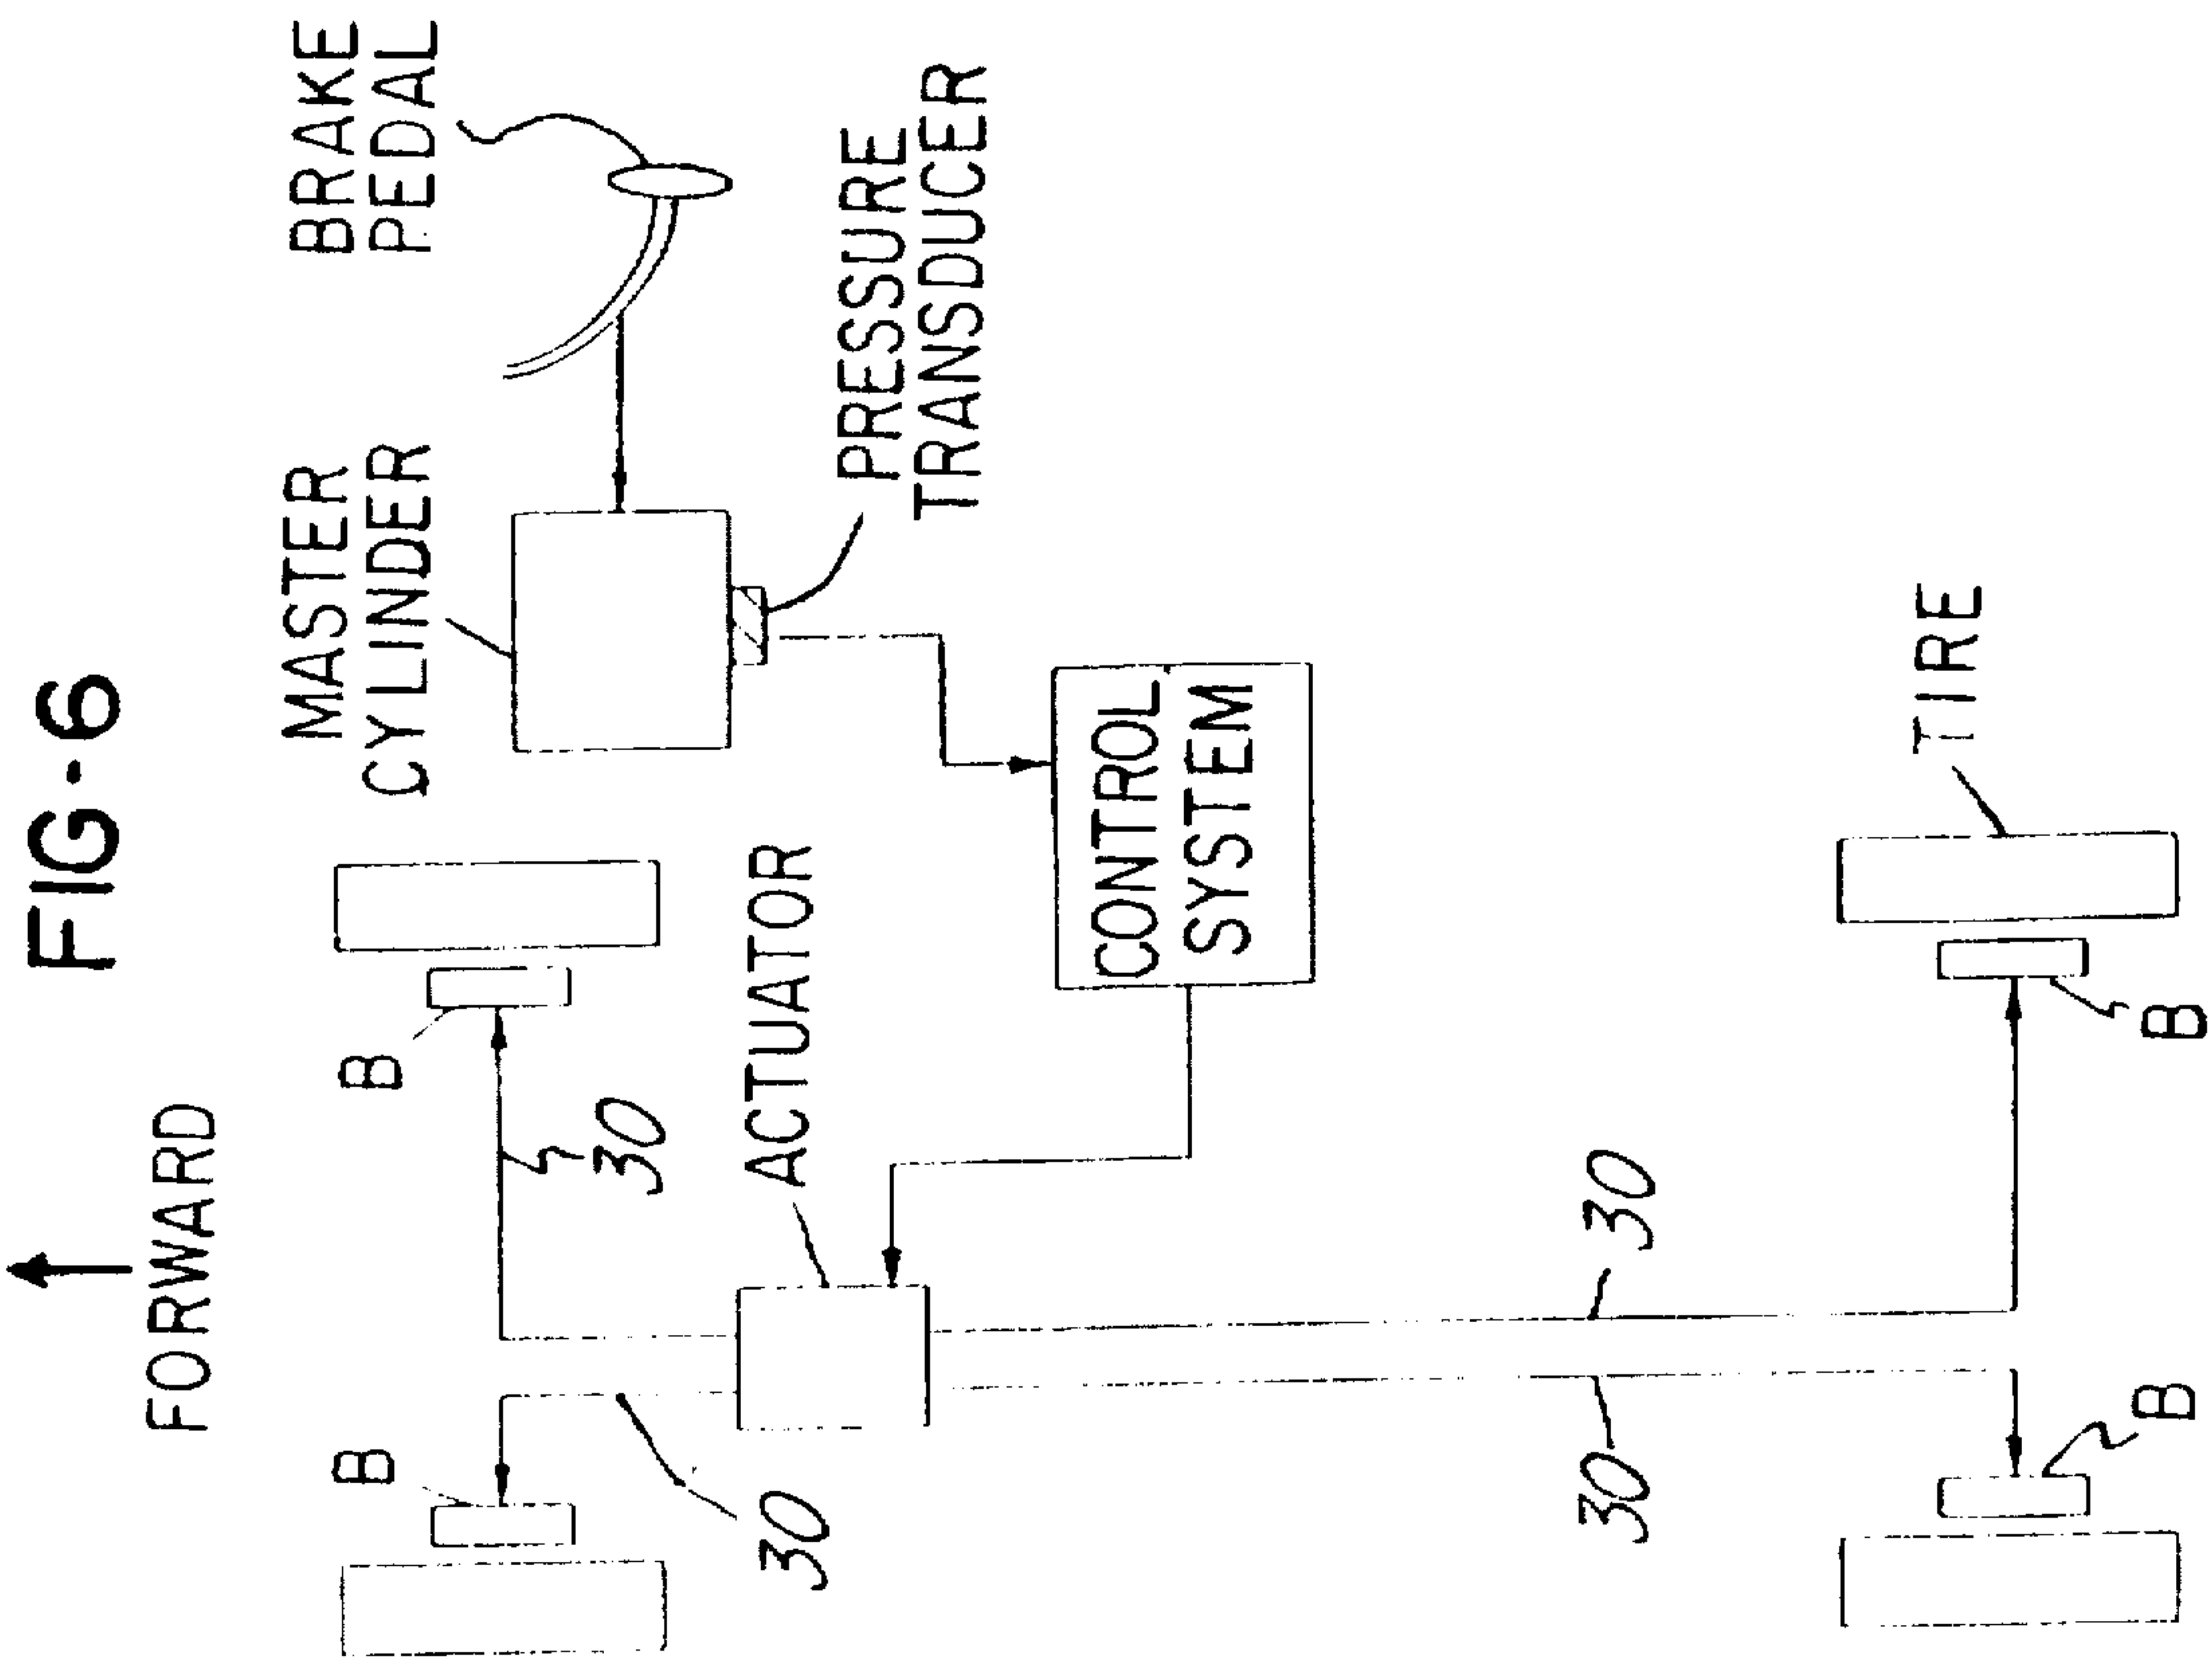 FIG. 6
FORWARD
BRAKE
PEDAL
MASTER
CYLINDER
PRESSURE
TRANSDUCER
B
B
30
30
ACTUATOR
CONTROL
SYSTEM
30
30
TIRE
B
B